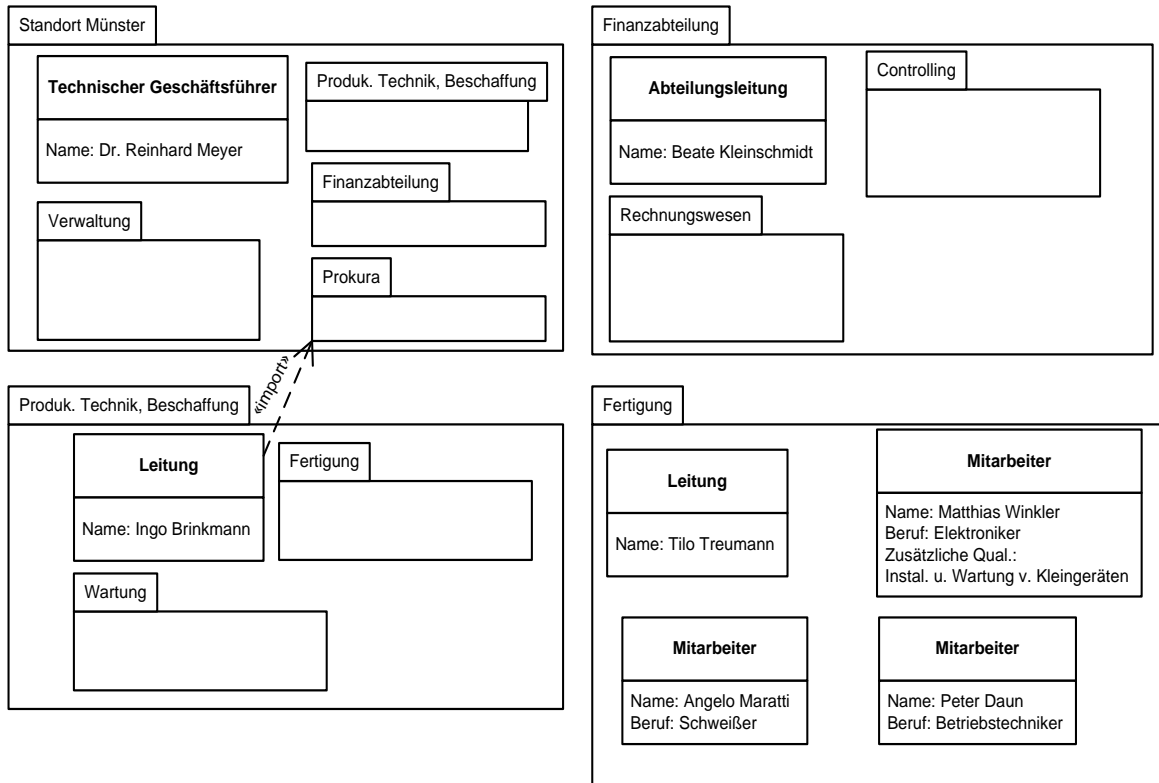 Standort Münster
Technischer Geschäftsführer
Name: Dr. Reinhard Meyer
Produk. Technik, Beschaffung
Finanzabteilung
Verwaltung
Prokura
Finanzabteilung
Abteilungsleitung
Name: Beate Kleinschmidt
Controlling
Rechnungswesen
«import»
Produk. Technik, Beschaffung
Leitung
Name: Ingo Brinkmann
Fertigung
Wartung
Fertigung
Leitung
Name: Tilo Treumann
Mitarbeiter
Name: Matthias Winkler
Beruf: Elektroniker
Zusätzliche Qual.:
Instal. u. Wartung v. Kleingeräten
Mitarbeiter
Name: Angelo Maratti
Beruf: Schweißer
Mitarbeiter
Name: Peter Daun
Beruf: Betriebstechniker